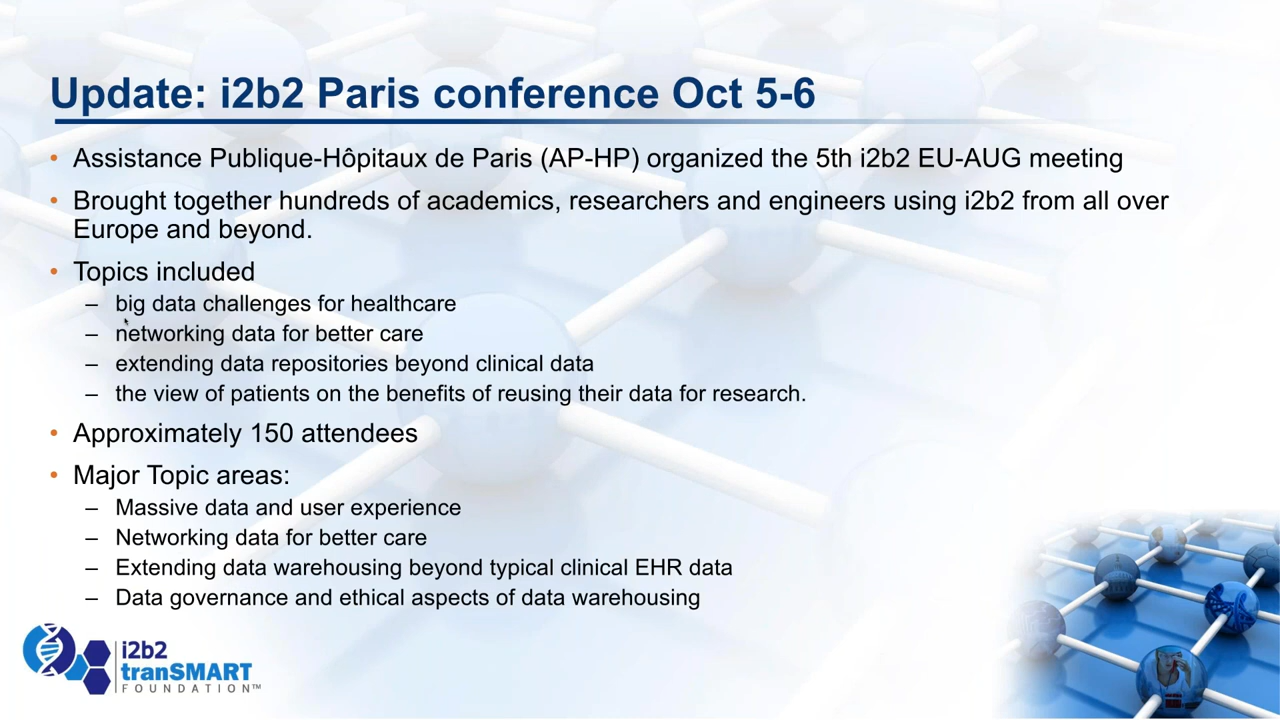 Update: i2b2 Paris conference Oct 5-6
• Assistance Publique-Hôpitaux de Paris (AP-HP) organized the 5th i2b2 EU-AUG meeting
• Brought together hundreds of academics, researchers and engineers using i2b2 from all over
Europe and beyond.
• Topics included
– big data challenges for healthcare
– networking data for better care
– extending data repositories beyond clinical data
– the view of patients on the benefits of reusing their data for research.
• Approximately 150 attendees
• Major Topic areas:
– Massive data and user experience
– Networking data for better care
– Extending data warehousing beyond typical clinical EHR data
– Data governance and ethical aspects of data warehousing
i2b2
tranSMART
FOUNDATION™